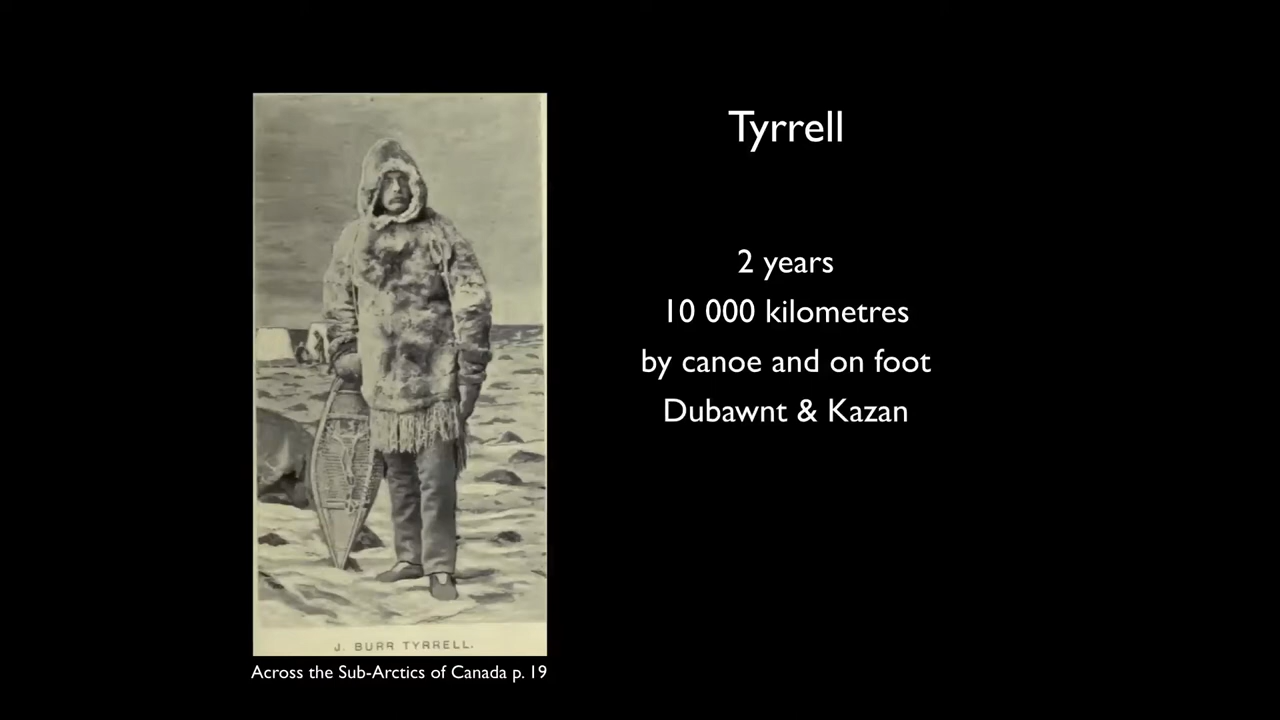 Tyrrell
2 years
10 000 kilometres
by canoe and on foot
Dubawnt & Kazan
J. BURR TYRRELL.
Across the Sub-Arctics of Canada p. 19